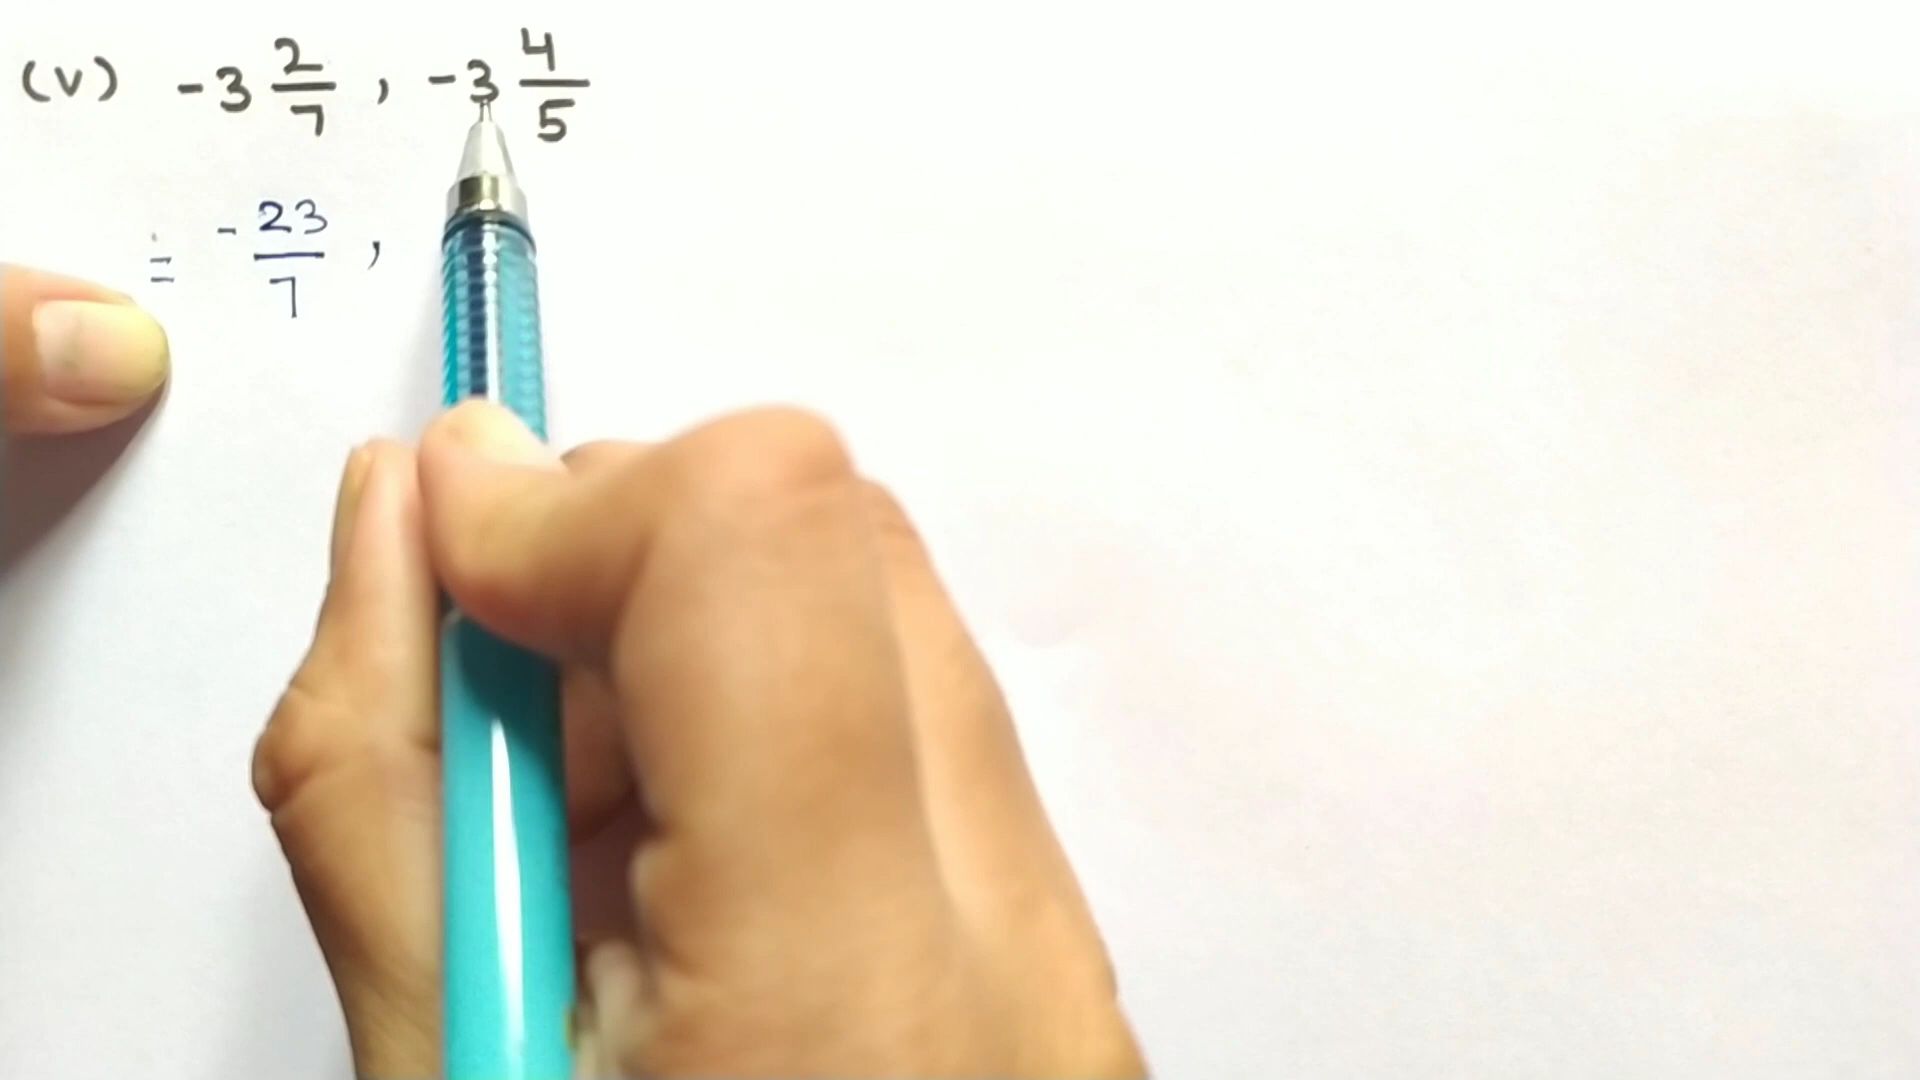 (v) -3 2/7 , -3 4/5
= -23/7 ,